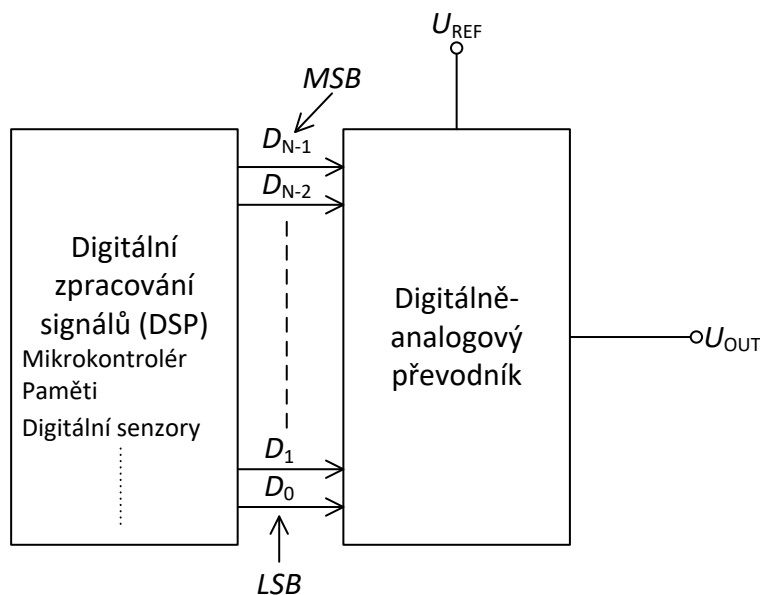 U_REF
MSB
D_N-1
D_N-2
Digitální
zpracování
signálů (DSP)
Mikrokontrolér
Paměti
Digitální senzory
Digitálně-
analogový
převodník
U_OUT
D_1
D_0
LSB